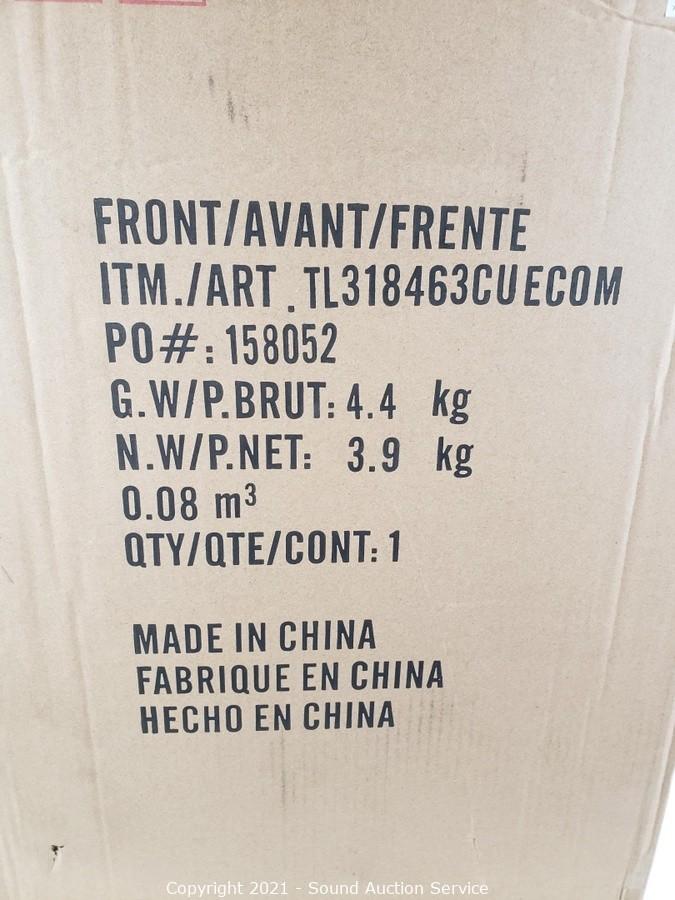 FRONT/AVANT/FRENTE
ITM./ART . TL318463CUECOM
PO#: 158052
G.W/P.BRUT: 4.4 kg
N.W/P.NET: 3.9 kg
0.08 m³
QTY/QTE/CONT: 1
MADE IN CHINA
FABRIQUE EN CHINA
HECHO EN CHINA
Copyright 2021 - Sound Auction Service